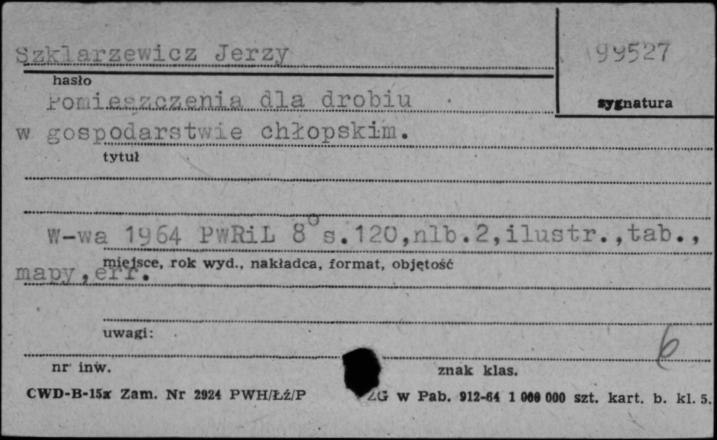 Szklarzewicz Jerzy 99527
hasło
Pomieszczenia dla drobiu sygnatura
w gospodarstwie chłopskim.
tytuł
W-wa 1964 PWRiL 8° s.120,nlb.2,ilustr.,tab.,
miejsce, rok wyd., nakładca, format, objętość
mapy,err.
uwagi:
6
nr inw. znak klas.
CWD-B-15x Zam. Nr 2924 PWH/Łź/P ZG w Pab. 912-64 1 000 000 szt. kart. b. kl. 5.